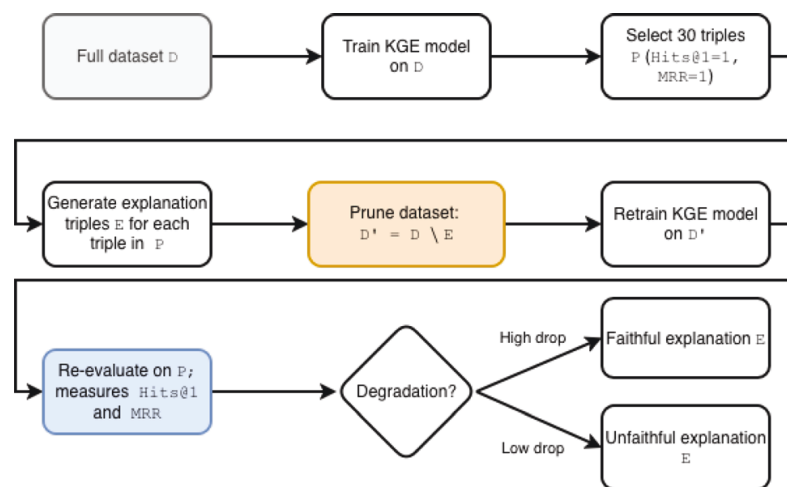 Full dataset D
Train KGE model
on D
Select 30 triples
P (Hits@1=1,
MRR=1)
Generate explanation
triples E for each
triple in P
Prune dataset:
D' = D \ E
Retrain KGE model
on D'
Re-evaluate on P;
measures Hits@1
and MRR
Degradation?
High drop
Low drop
Faithful explanation E
Unfaithful explanation
E